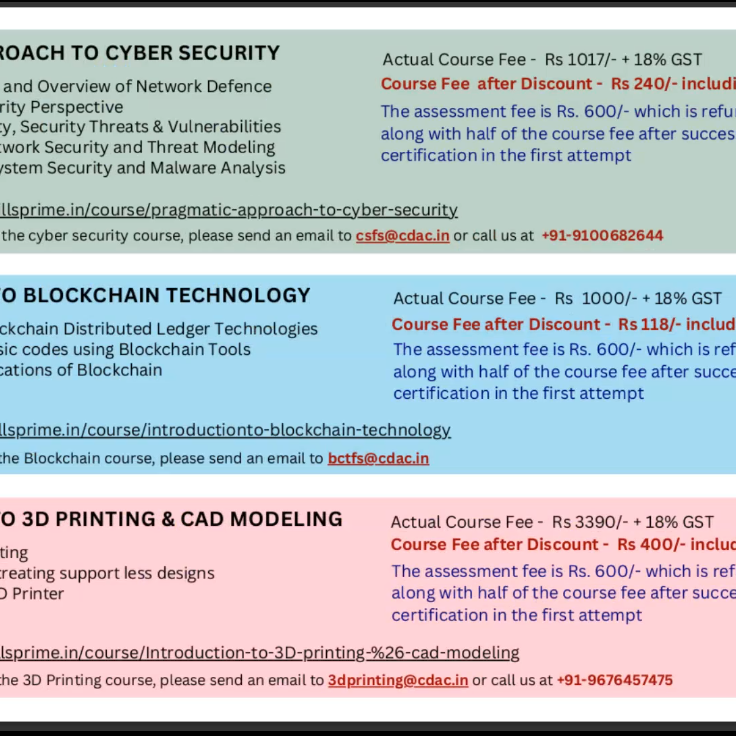 ROACH TO CYBER SECURITY
and Overview of Network Defence
rity Perspective
ty, Security Threats & Vulnerabilities
twork Security and Threat Modeling
ystem Security and Malware Analysis
Actual Course Fee - Rs 1017/- + 18% GST
Course Fee after Discount - Rs 240/- includi
The assessment fee is Rs. 600/- which is refu
along with half of the course fee after succes
certification in the first attempt
llsprime.in/course/pragmatic-approach-to-cyber-security
the cyber security course, please send an email to csfs@cdac.in or call us at +91-9100682644
TO BLOCKCHAIN TECHNOLOGY
ckchain Distributed Ledger Technologies
sic codes using Blockchain Tools
cations of Blockchain
Actual Course Fee - Rs 1000/- + 18% GST
Course Fee after Discount - Rs 118/- includ
The assessment fee is Rs. 600/- which is ref
along with half of the course fee after succe
certification in the first attempt
llsprime.in/course/introductionto-blockchain-technology
the Blockchain course, please send an email to bctfs@cdac.in
TO 3D PRINTING & CAD MODELING
ting
creating support less designs
D Printer
Actual Course Fee - Rs 3390/- + 18% GST
Course Fee after Discount - Rs 400/- includ
The assessment fee is Rs. 600/- which is ref
along with half of the course fee after succe
certification in the first attempt
llsprime.in/course/Introduction-to-3D-printing-%26-cad-modeling
the 3D Printing course, please send an email to 3dprinting@cdac.in or call us at +91-9676457475